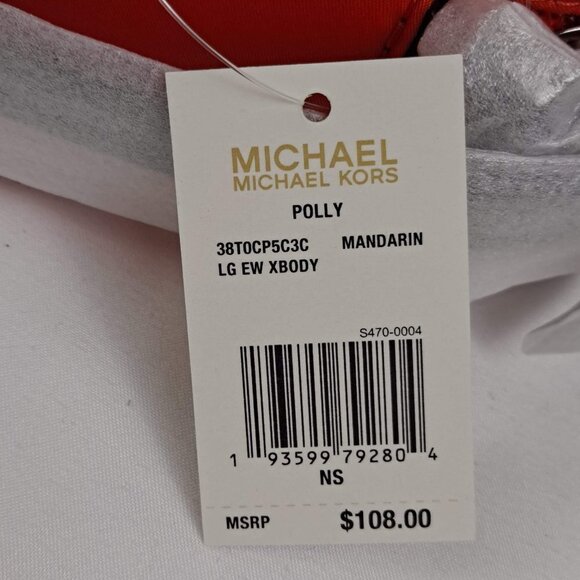 MICHAEL
MICHAEL KORS
POLLY
38T0CP5C3C MANDARIN
LG EW XBODY
S470-0004
1 93599 79280 4
NS
MSRP $108.00